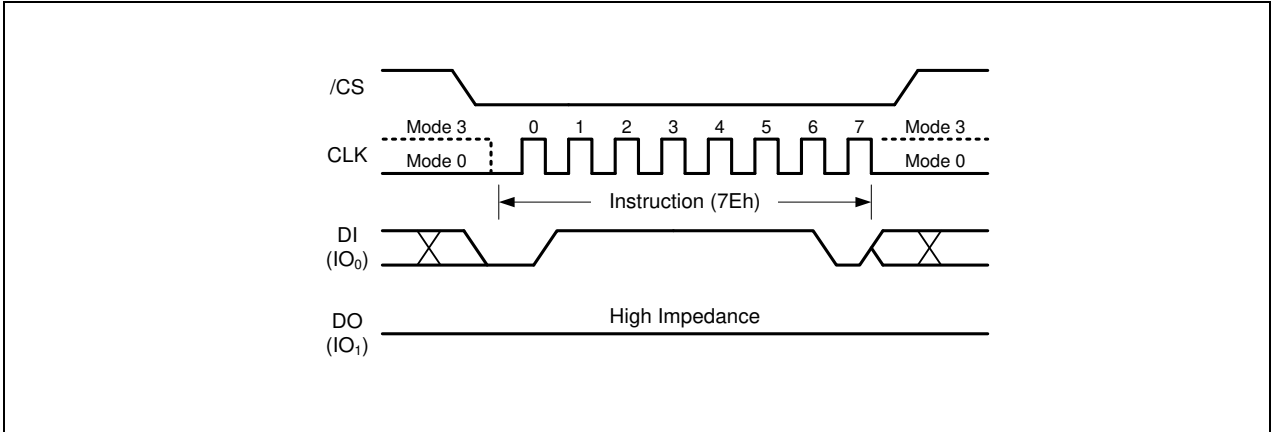 /CS
Mode 3 0 1 2 3 4 5 6 7 Mode 3
CLK
Mode 0 Mode 0
Instruction (7Eh)
DI
(IO₀)
High Impedance
DO
(IO₁)